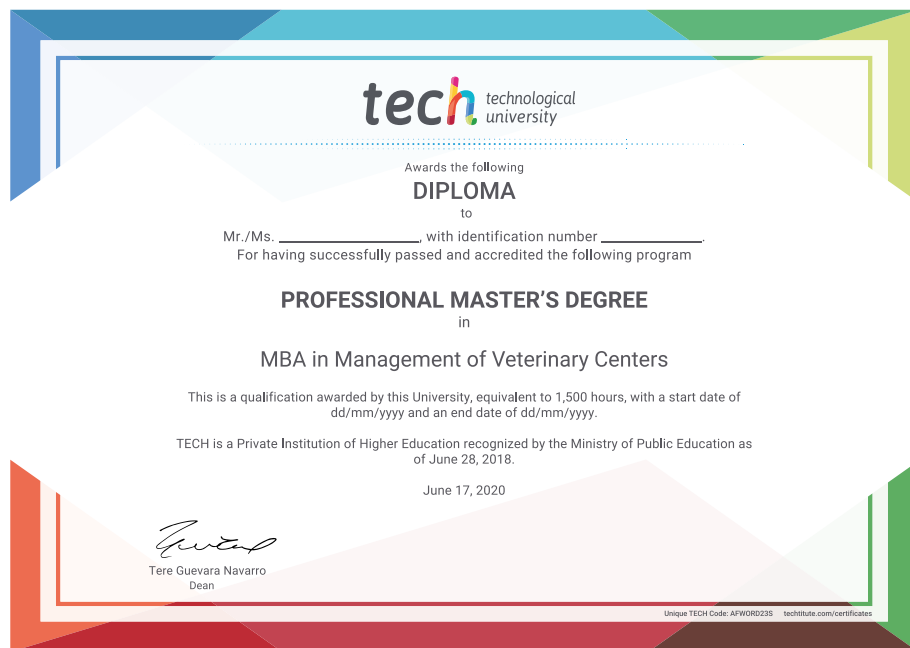 tech technological
university
Awards the following
DIPLOMA
to
Mr./Ms. ____________, with identification number ____________.
For having successfully passed and accredited the following program
PROFESSIONAL MASTER'S DEGREE
in
MBA in Management of Veterinary Centers
This is a qualification awarded by this University, equivalent to 1,500 hours, with a start date of
dd/mm/yyyy and an end date of dd/mm/yyyy.
TECH is a Private Institution of Higher Education recognized by the Ministry of Public Education as
of June 28, 2018.
June 17, 2020
Tere Guevara Navarro
Dean
Unique TECH Code: AFWORD23S techtitute.com/certificates